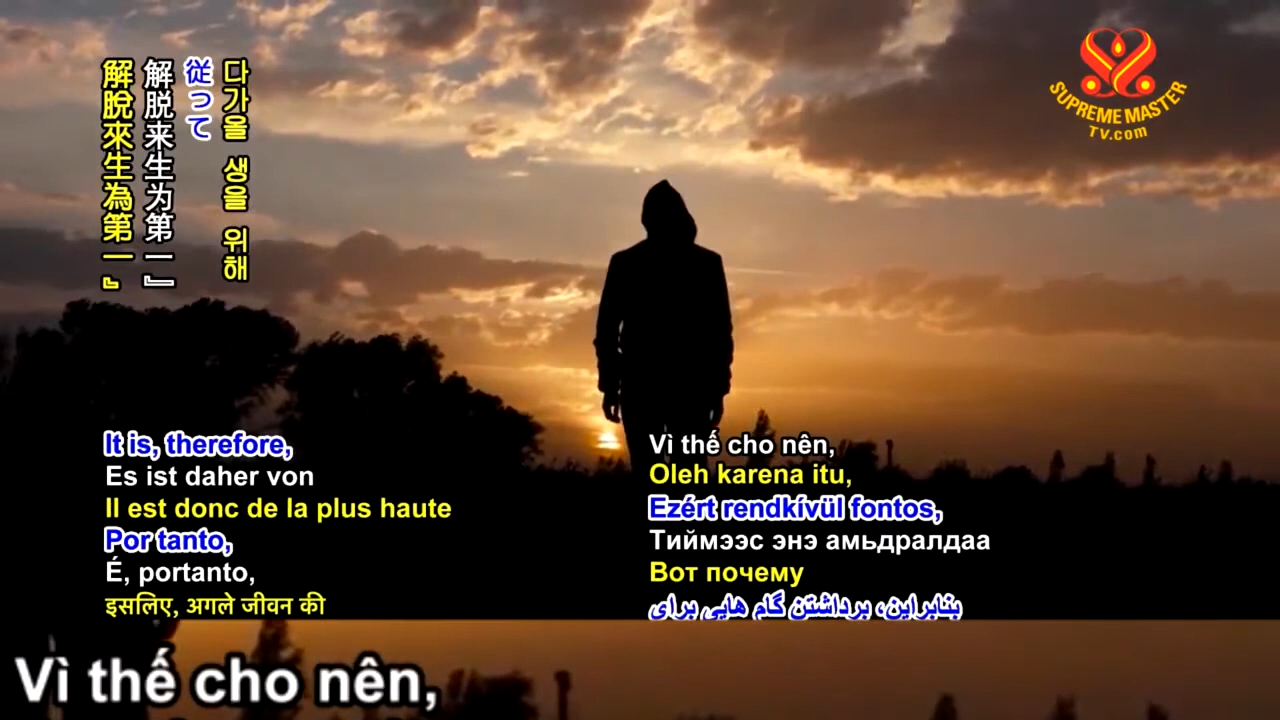 다가올 생을 위해
従って
解脱来生为第一』
解脫來生為第一』
SUPREME MASTER
TV.com
It is, therefore,
Es ist daher von
Il est donc de la plus haute
Por tanto,
É, portanto,
इसलिए, अगले जीवन की
Vì thế cho nên,
Oleh karena itu,
Ezért rendkívül fontos,
Тиймээс энэ амьдралдаа
Вот почему
بنابراین، برداشتن گام هایی برای
Vì thế cho nên,